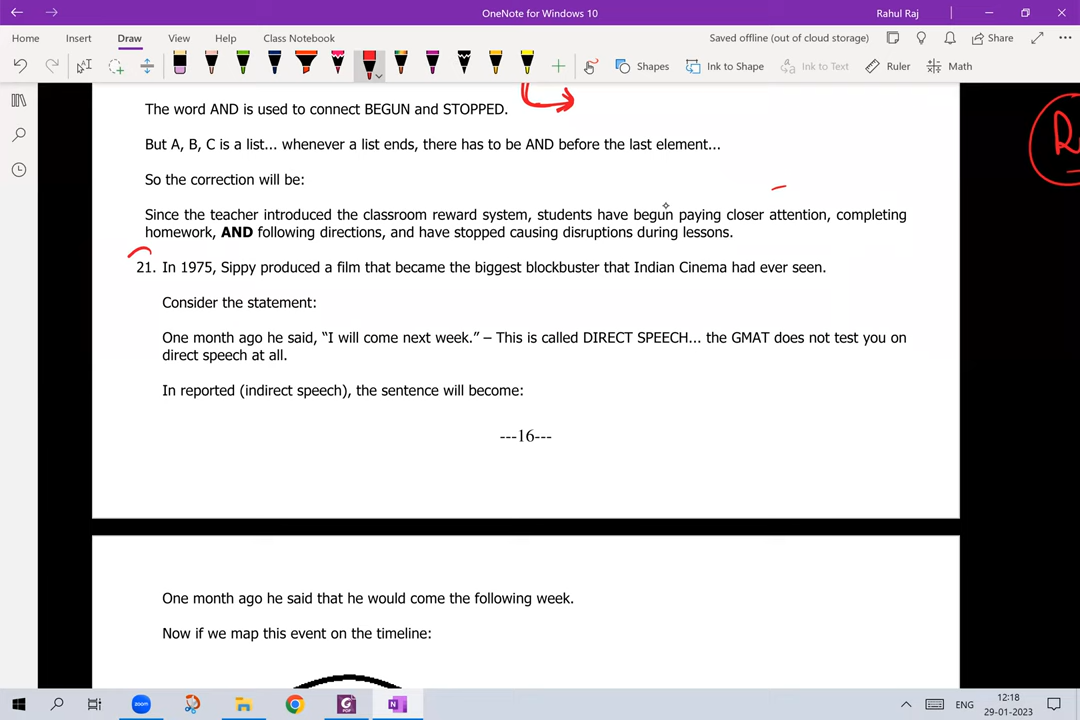 OneNote for Windows 10
Rahul Raj
Home Insert Draw View Help Class Notebook
Saved offline (out of cloud storage) Share
Shapes Ink to Shape Ink to Text Ruler Math
The word AND is used to connect BEGUN and STOPPED.
But A, B, C is a list... whenever a list ends, there has to be AND before the last element...
So the correction will be:
Since the teacher introduced the classroom reward system, students have begun paying closer attention, completing
homework, AND following directions, and have stopped causing disruptions during lessons.
21. In 1975, Sippy produced a film that became the biggest blockbuster that Indian Cinema had ever seen.
Consider the statement:
One month ago he said, “I will come next week.” – This is called DIRECT SPEECH... the GMAT does not test you on
direct speech at all.
In reported (indirect speech), the sentence will become:
---16---
One month ago he said that he would come the following week.
Now if we map this event on the timeline:
zoom
ENG
12:18
29-01-2023